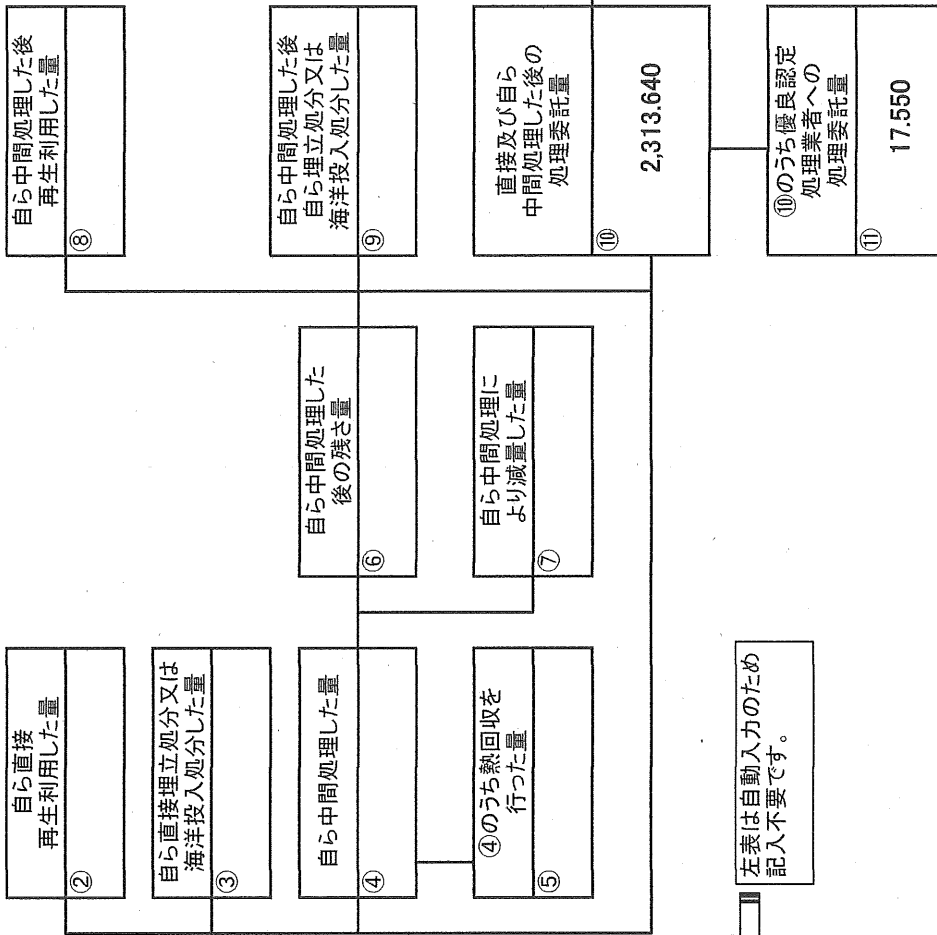 自ら直接
再生利用した量
②
自ら直接埋立処分又は
海洋投入処分した量
③
自ら中間処理した量
④
④のうち熱回収を
行った量
⑤
自ら中間処理した
後の残さ量
⑥
自ら中間処理に
より減量した量
⑦
自ら中間処理した後
再生利用した量
⑧
自ら中間処理した後
自ら埋立処分又は
海洋投入処分した量
⑨
直接及び自ら
中間処理した後の
処理委託量
⑩
2,313.640
⑩のうち優良認定
処理業者への
処理委託量
⑪
17.550
左表は自動入力のため
記入不要です。